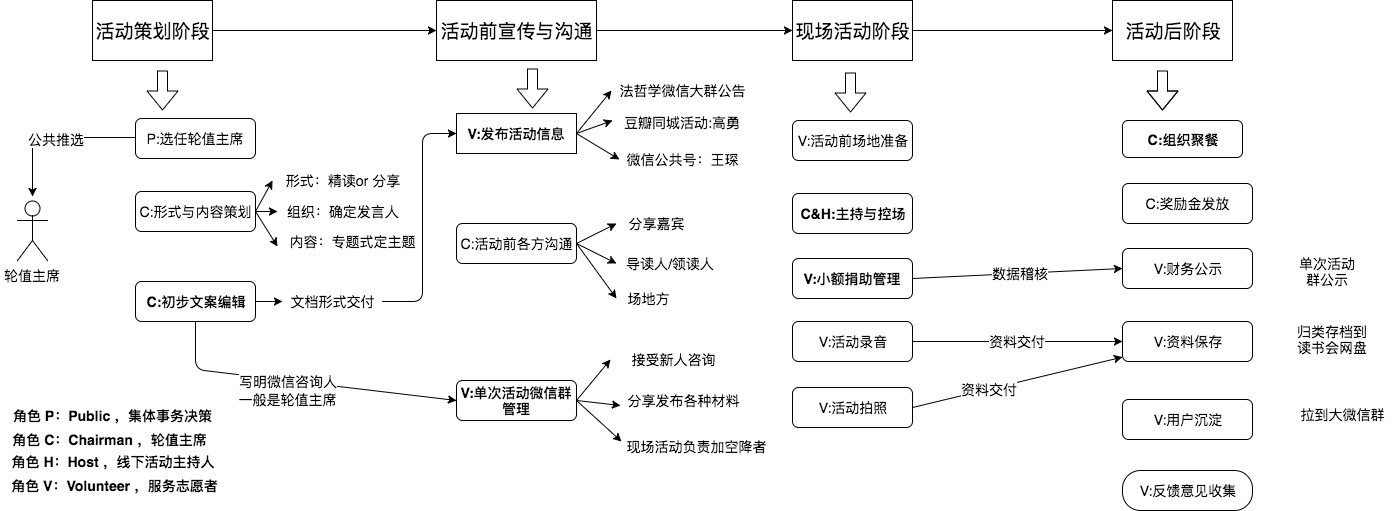 活动策划阶段
活动前宣传与沟通
现场活动阶段
活动后阶段
公共推选
P:选任轮值主席
轮值主席
C:形式与内容策划
形式：精读or 分享
组织：确定发言人
内容：专题式定主题
C:初步文案编辑
文档形式交付
写明微信咨询人
一般是轮值主席
角色 P：Public ，集体事务决策
角色 C：Chairman ，轮值主席
角色 H：Host ，线下活动主持人
角色 V：Volunteer ，服务志愿者
V:发布活动信息
法哲学微信大群公告
豆瓣同城活动:高勇
微信公共号：王琛
C:活动前各方沟通
分享嘉宾
导读人/领读人
场地方
V:单次活动微信群
管理
接受新人咨询
分享发布各种材料
现场活动负责加空降者
V:活动前场地准备
C&H:主持与控场
V:小额捐助管理
数据稽核
V:活动录音
资料交付
V:活动拍照
资料交付
C:组织聚餐
C:奖励金发放
V:财务公示
单次活动
群公示
V:资料保存
归类存档到
读书会网盘
V:用户沉淀
拉到大微信群
V:反馈意见收集